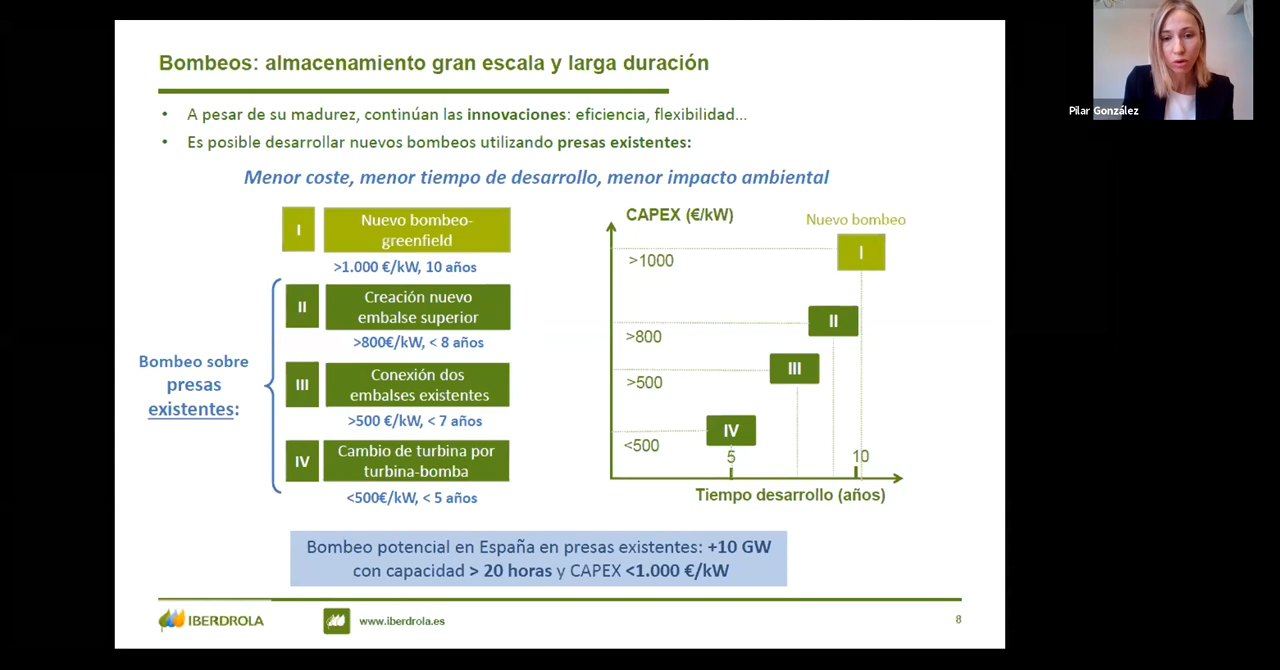 Bombeos: almacenamiento gran escala y larga duración
Pilar González
• A pesar de su madurez, continúan las innovaciones: eficiencia, flexibilidad...
• Es posible desarrollar nuevos bombeos utilizando presas existentes:
Menor coste, menor tiempo de desarrollo, menor impacto ambiental
I
Nuevo bombeo-
greenfield
>1.000 €/kW, 10 años
II
Creación nuevo
embalse superior
>800€/kW, < 8 años
Bombeo sobre
presas
existentes:
III
Conexión dos
embalses existentes
>500 €/kW, < 7 años
IV
Cambio de turbina por
turbina-bomba
<500€/kW, < 5 años
CAPEX (€/kW)
Nuevo bombeo
I
>1000
II
>800
III
>500
IV
<500
5
10
Tiempo desarrollo (años)
Bombeo potencial en España en presas existentes: +10 GW
con capacidad > 20 horas y CAPEX <1.000 €/kW
IBERDROLA
www.iberdrola.es
8